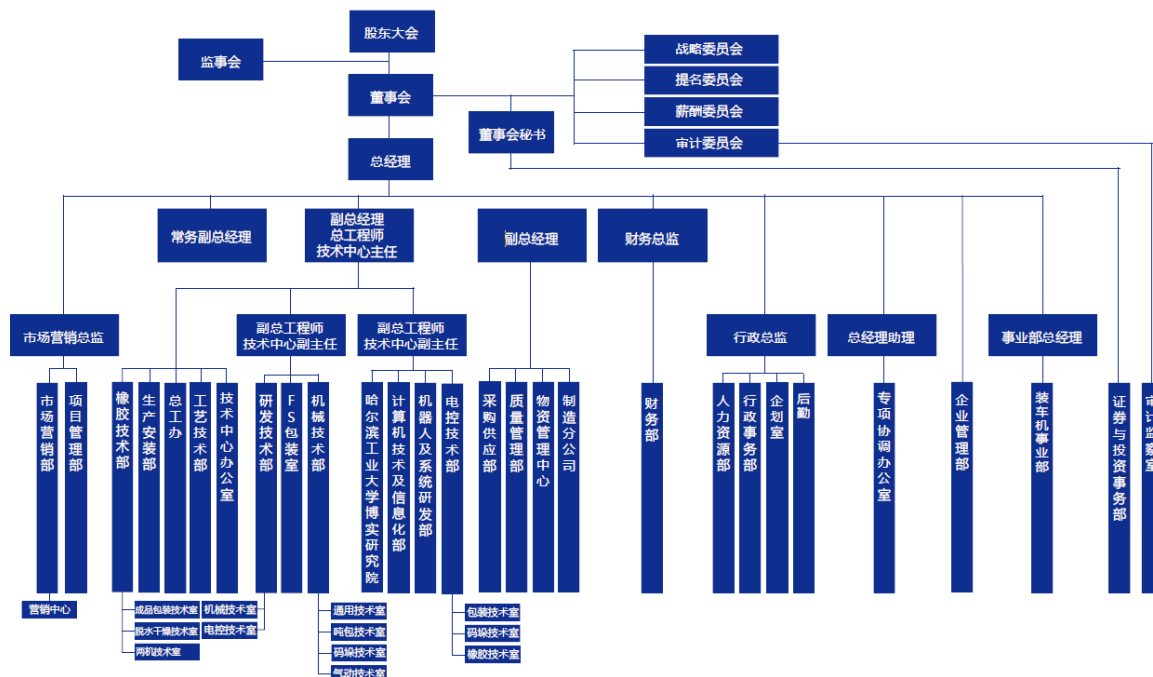 股东大会
监事会
战略委员会
提名委员会
董事会
薪酬委员会
董事会秘书
审计委员会
总经理
常务副总经理
副总经理
总工程师
技术中心主任
副总经理
财务总监
市场营销总监
副总工程师
技术中心副主任
副总工程师
技术中心副主任
行政总监
总经理助理
事业部总经理
市场营销部
项目管理部
橡胶技术部
生产安装部
总工办
工艺技术部
技术中心办公室
研发技术部
FS包装室
机械技术部
哈尔滨工业大学博实研究院
计算机技术及信息化部
机器人及系统研发部
电控技术部
采购供应部
质量管理部
物资管理中心
制造分公司
财务部
人力资源部
行政事务部
企划室
后勤
专项协调办公室
企业管理部
装车机事业部
证券与投资事务部
审计监察室
营销中心
成品包装技术室
脱水干燥技术室
两机技术室
机械技术室
电控技术室
通用技术室
吨包技术室
码垛技术室
气动技术室
包装技术室
码垛技术室
橡胶技术室